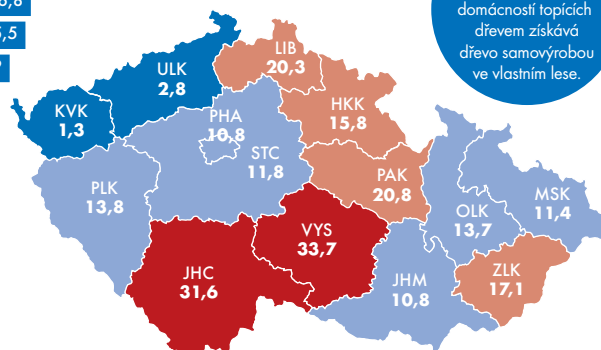 5,5
domácností topících
dřevem získává
dřevo samovýrobou
ve vlastním lese.
LIB
20,3
ULK
2,8
KVK
1,3
HKK
15,8
PHA
10,8
STC
11,8
PLK
13,8
PAK
20,8
MSK
11,4
OLK
13,7
VYS
33,7
JHC
31,6
JHM
10,8
ZLK
17,1